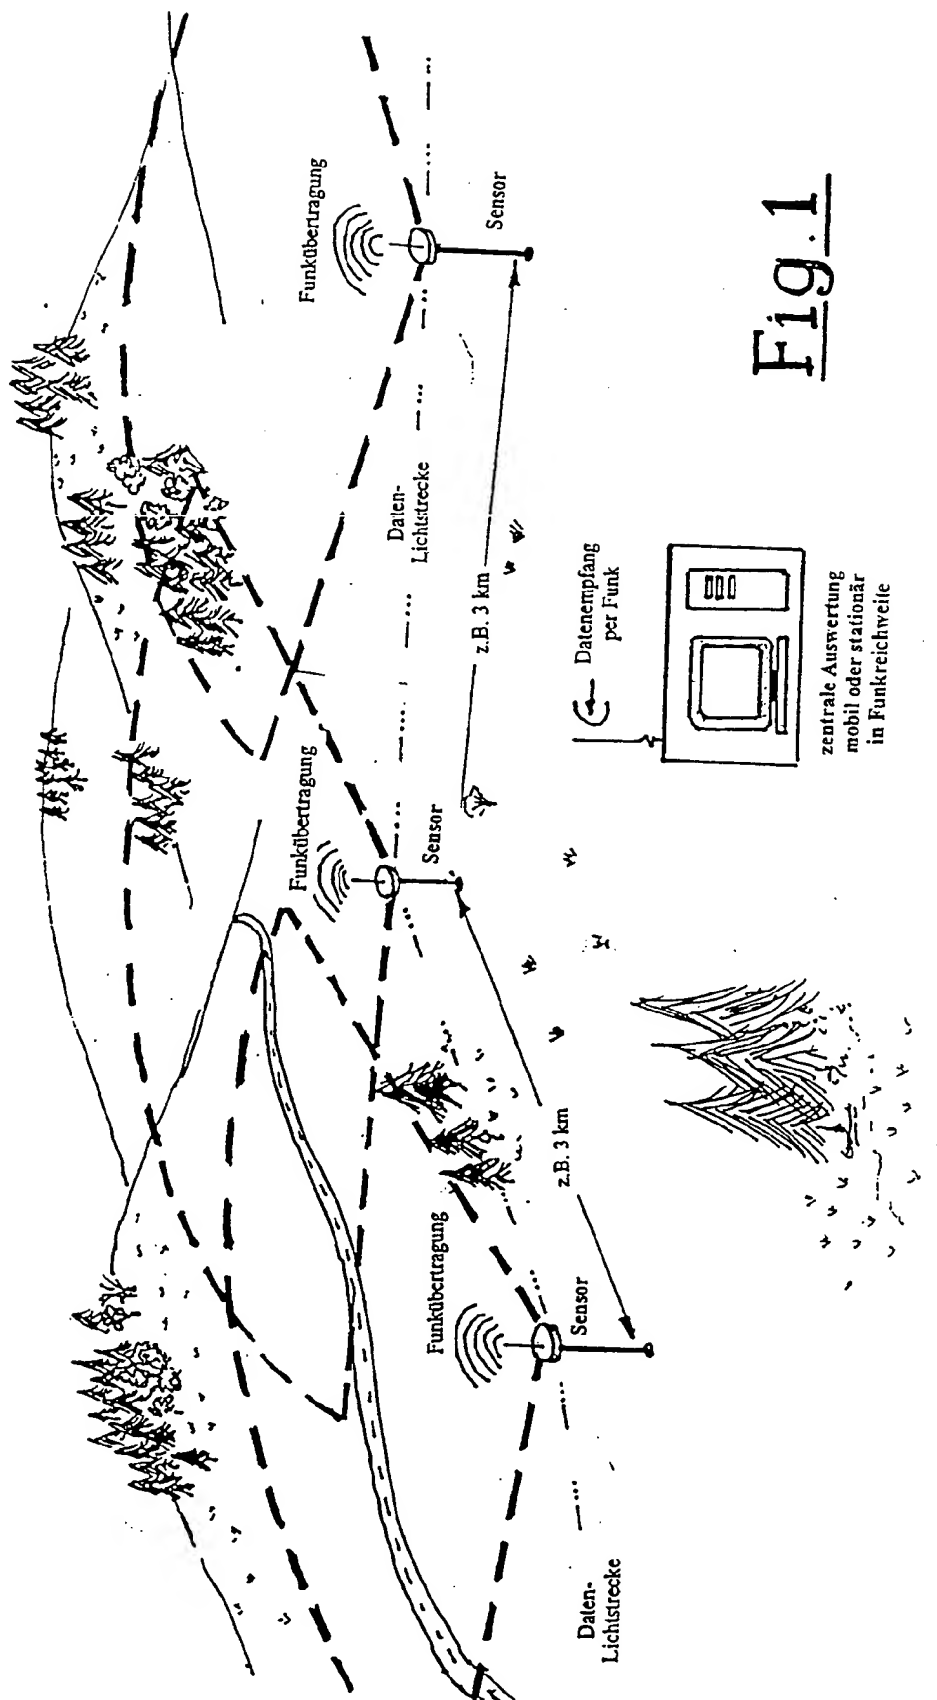 Funkübertragung
Sensor
Daten-
Lichtstrecke
z.B. 3 km
Funkübertragung
Sensor
z.B. 3 km
Funkübertragung
Sensor
Daten-
Lichtstrecke
Datenempfang
per Funk
zentrale Auswertung
mobil oder stationär
in Funkreichweite
Fig. 1